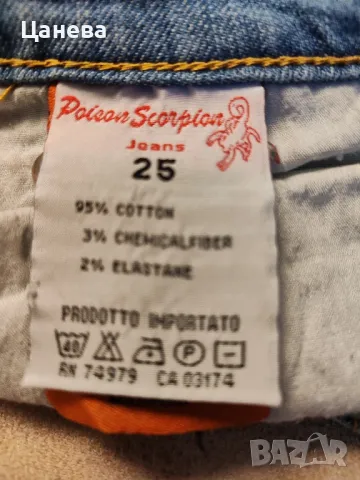 Цанева
Poison Scorpion
Jeans
25
95% COTTON
3% CHEMICALFIBER
2% ELASTANE
PRODOTTO IMPORTATO
40 P
RN 74979 CA 03174
BAZAR